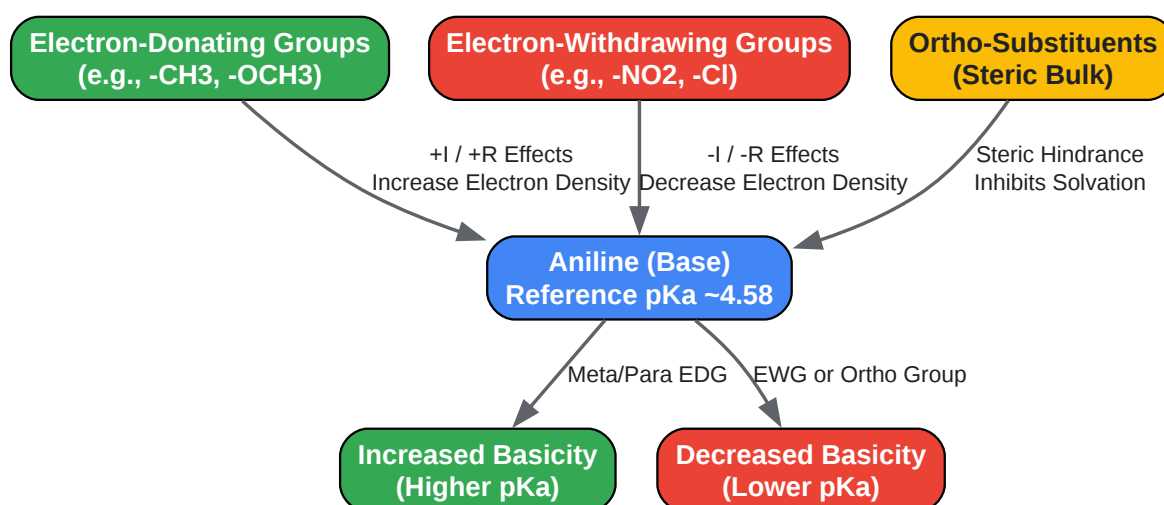 Electron-Donating Groups
(e.g., -CH3, -OCH3)
Electron-Withdrawing Groups
(e.g., -NO2, -Cl)
Ortho-Substituents
(Steric Bulk)
+I / +R Effects
Increase Electron Density
-I / -R Effects
Decrease Electron Density
Steric Hindrance
Inhibits Solvation
Aniline (Base)
Reference pKa ~4.58
Meta/Para EDG
EWG or Ortho Group
Increased Basicity
(Higher pKa)
Decreased Basicity
(Lower pKa)